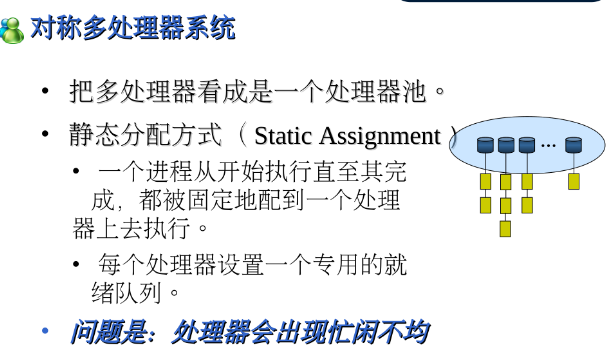 对称多处理器系统
• 把多处理器看成是一个处理器池。
• 静态分配方式（Static Assignment）
• 一个进程从开始执行直至其完
成，都被固定地配到一个处理
器上去执行。
• 每个处理器设置一个专用的就
绪队列。
• 问题是：处理器会出现忙闲不均
...